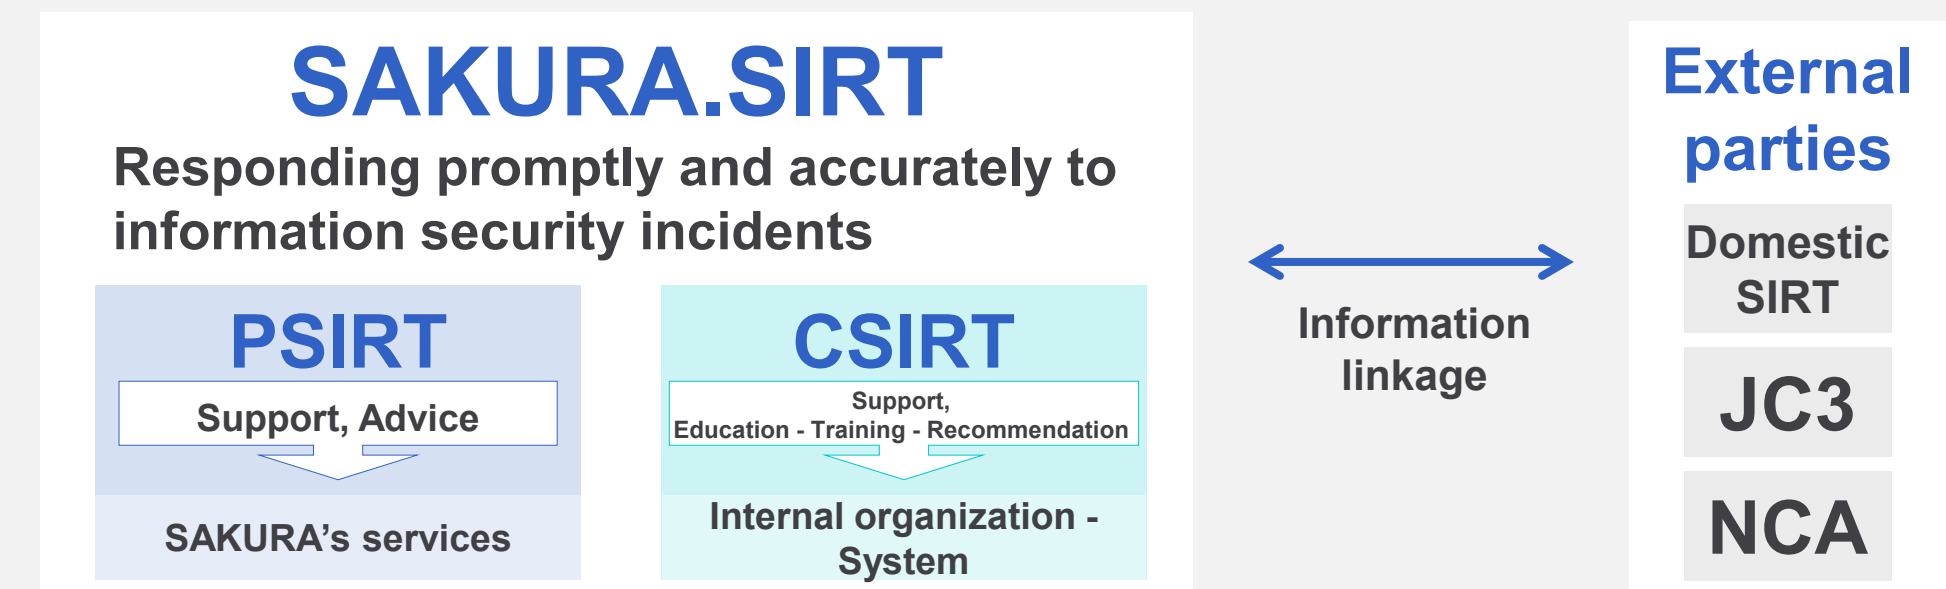 SAKURA.SIRT
Responding promptly and accurately to
information security incidents
PSIRT
Support, Advice
SAKURA’s services
CSIRT
Support,
Education - Training - Recommendation
Internal organization -
System
Information
linkage
External
parties
Domestic
SIRT
JC3
NCA